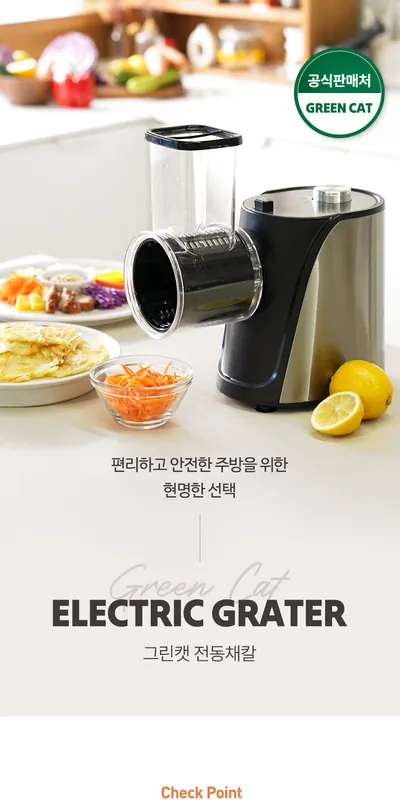 공식판매처
GREEN CAT
편리하고 안전한 주방을 위한
현명한 선택
Green Cat
ELECTRIC GRATER
그린캣 전동채칼
Check Point